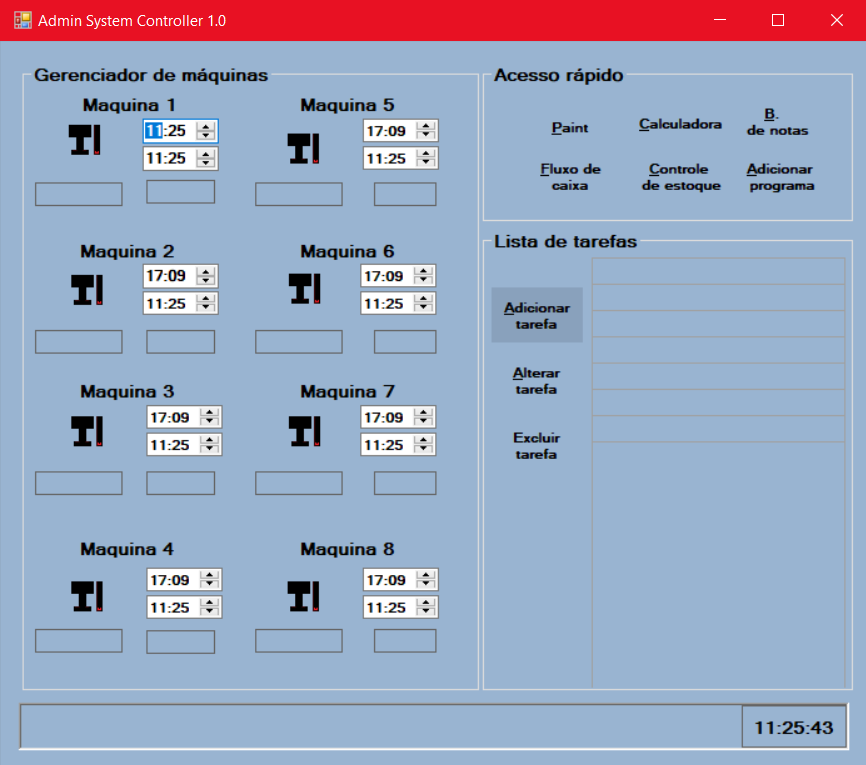 Admin System Controller 1.0
Gerenciador de máquinas
Maquina 1
11:25
11:25
Maquina 5
17:09
11:25
Maquina 2
17:09
11:25
Maquina 6
17:09
11:25
Maquina 3
17:09
11:25
Maquina 7
17:09
11:25
Maquina 4
17:09
11:25
Maquina 8
17:09
11:25
Acesso rápido
Paint
Calculadora
B.
de notas
Fluxo de
caixa
Controle
de estoque
Adicionar
programa
Lista de tarefas
Adicionar
tarefa
Alterar
tarefa
Excluir
tarefa
11:25:43